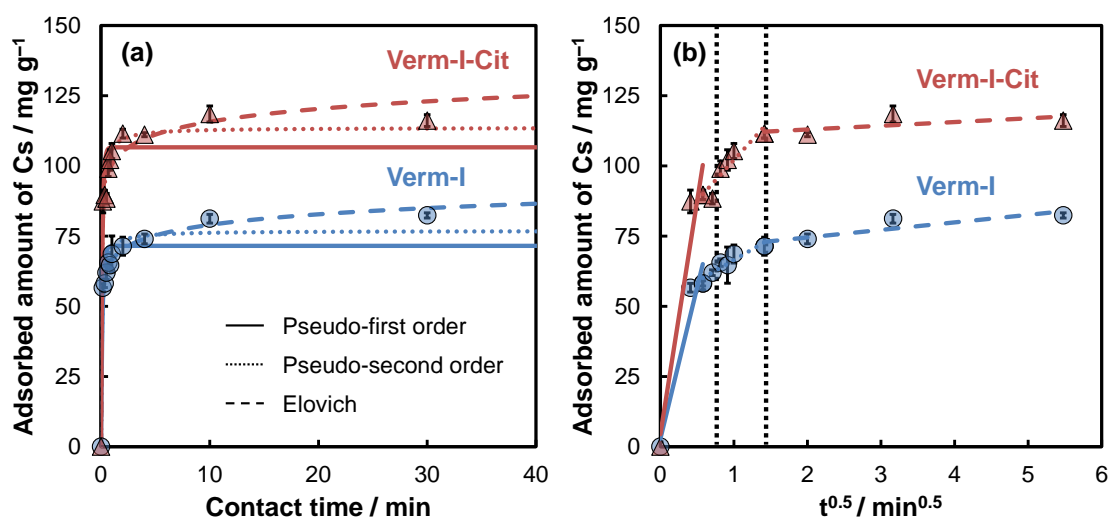 (a)
Verm-I-Cit
Verm-I
Pseudo-first order
Pseudo-second order
Elovich
Adsorbed amount of Cs / mg g⁻¹
150
125
100
75
50
25
0
0 10 20 30 40
Contact time / min
(b)
Verm-I-Cit
Verm-I
Adsorbed amount of Cs / mg g⁻¹
150
125
100
75
50
25
0
0 1 2 3 4 5 6
t⁰·⁵ / min⁰·⁵